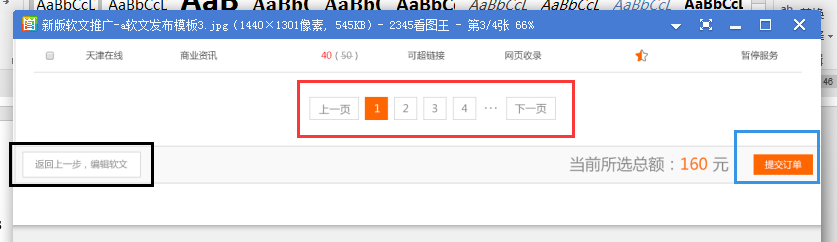 AaBbCcL AaBbCcL AaB AaBbC AaBbCc AaBbCcL AaBbCcL AaBbCcL AaBbCcL
新版软文推广-a软文发布模板3.jpg (1440×1301像素, 545KB) - 2345看图王 - 第3/4张 66%
天津在线 商业资讯 40 ( 50 ) 可超链接 网页收录 暂停服务
46
上一页 1 2 3 4 ··· 下一页
返回上一步，编辑软文 当前所选总额：160 元 提交订单